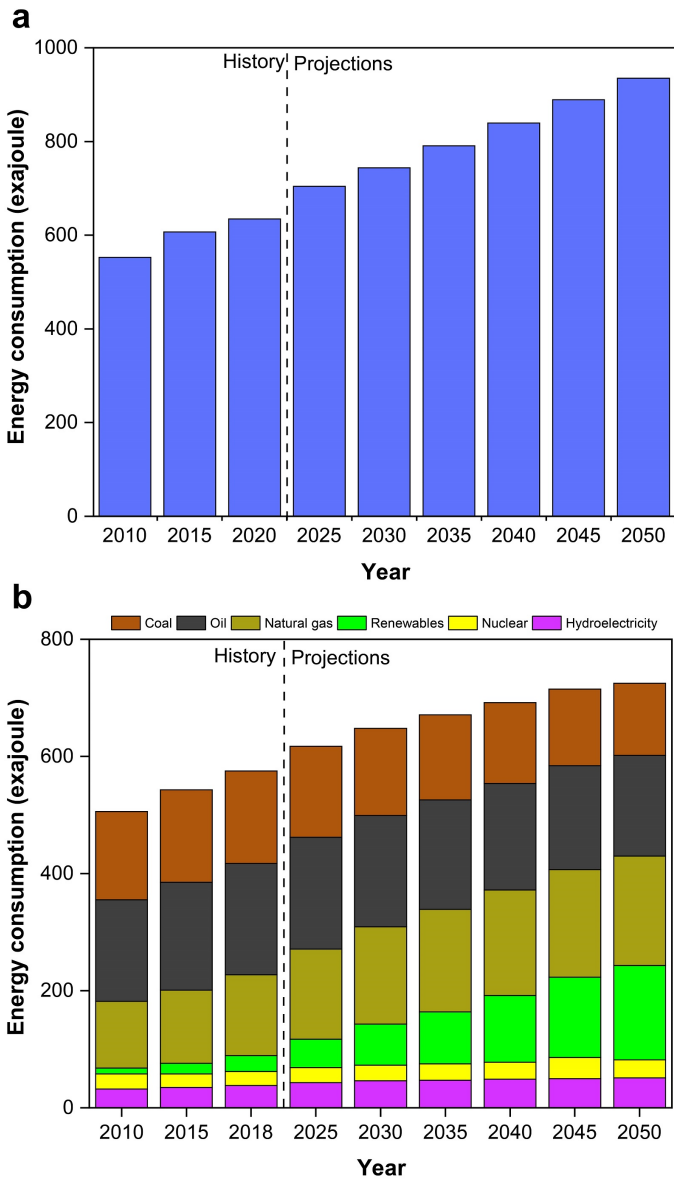 a
Energy consumption (exajoule)
1000
800
600
400
200
0
History
Projections
2010 2015 2020 2025 2030 2035 2040 2045 2050
Year
b
Coal Oil Natural gas Renewables Nuclear Hydroelectricity
Energy consumption (exajoule)
800
600
400
200
0
History
Projections
2010 2015 2018 2025 2030 2035 2040 2045 2050
Year